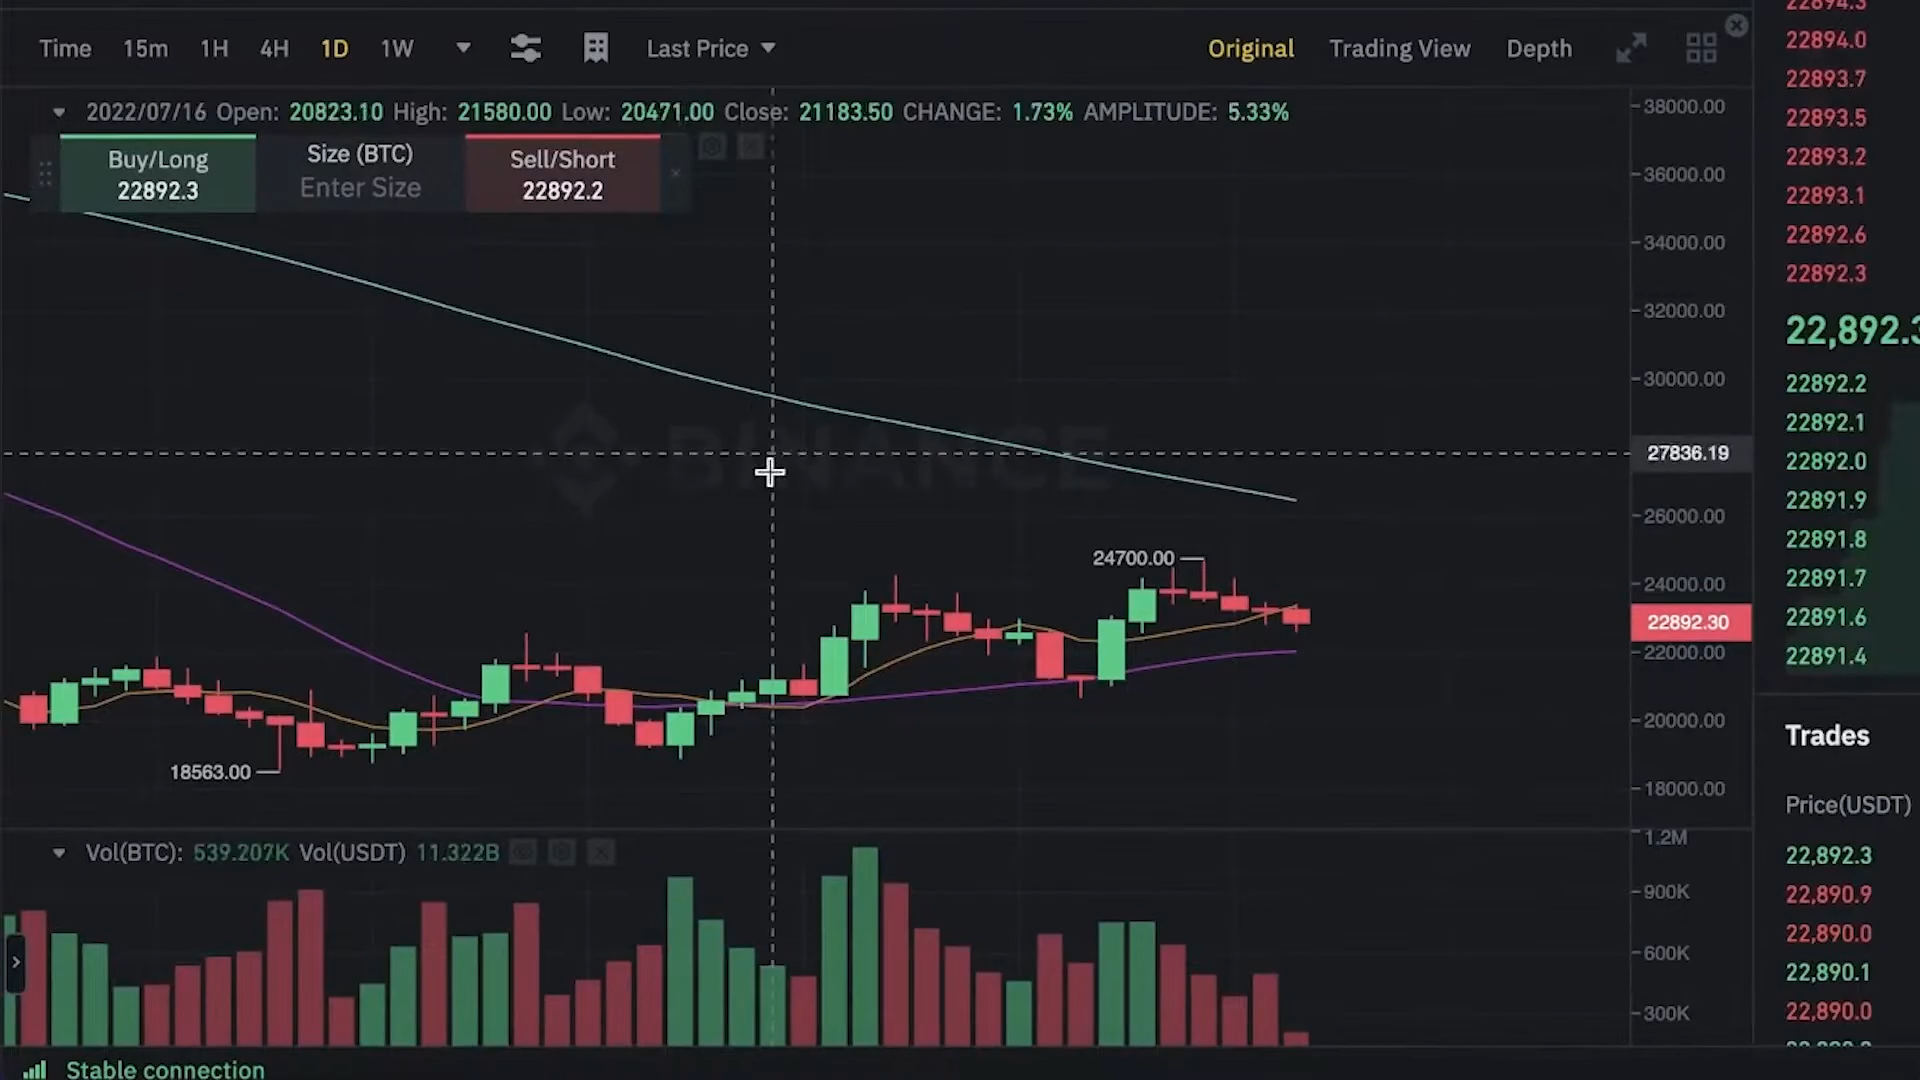 Time 15m 1H 4H 1D 1W Last Price Original Trading View Depth
2022/07/16 Open: 20823.10 High: 21580.00 Low: 20471.00 Close: 21183.50 CHANGE: 1.73% AMPLITUDE: 5.33%
Buy/Long
22892.3
Size (BTC)
Enter Size
Sell/Short
22892.2
BINANCE
24700.00
18563.00
38000.00
36000.00
34000.00
32000.00
30000.00
27836.19
26000.00
24000.00
22892.30
22000.00
20000.00
18000.00
Vol(BTC): 539.207K Vol(USDT) 11.322B
1.2M
900K
600K
300K
Stable connection
22894.3
22894.0
22893.7
22893.5
22893.2
22893.1
22892.6
22892.3
22,892.3
22892.2
22892.1
22892.0
22891.9
22891.8
22891.7
22891.6
22891.4
Trades
Price(USDT)
22,892.3
22,890.9
22,890.0
22,890.1
22,890.0